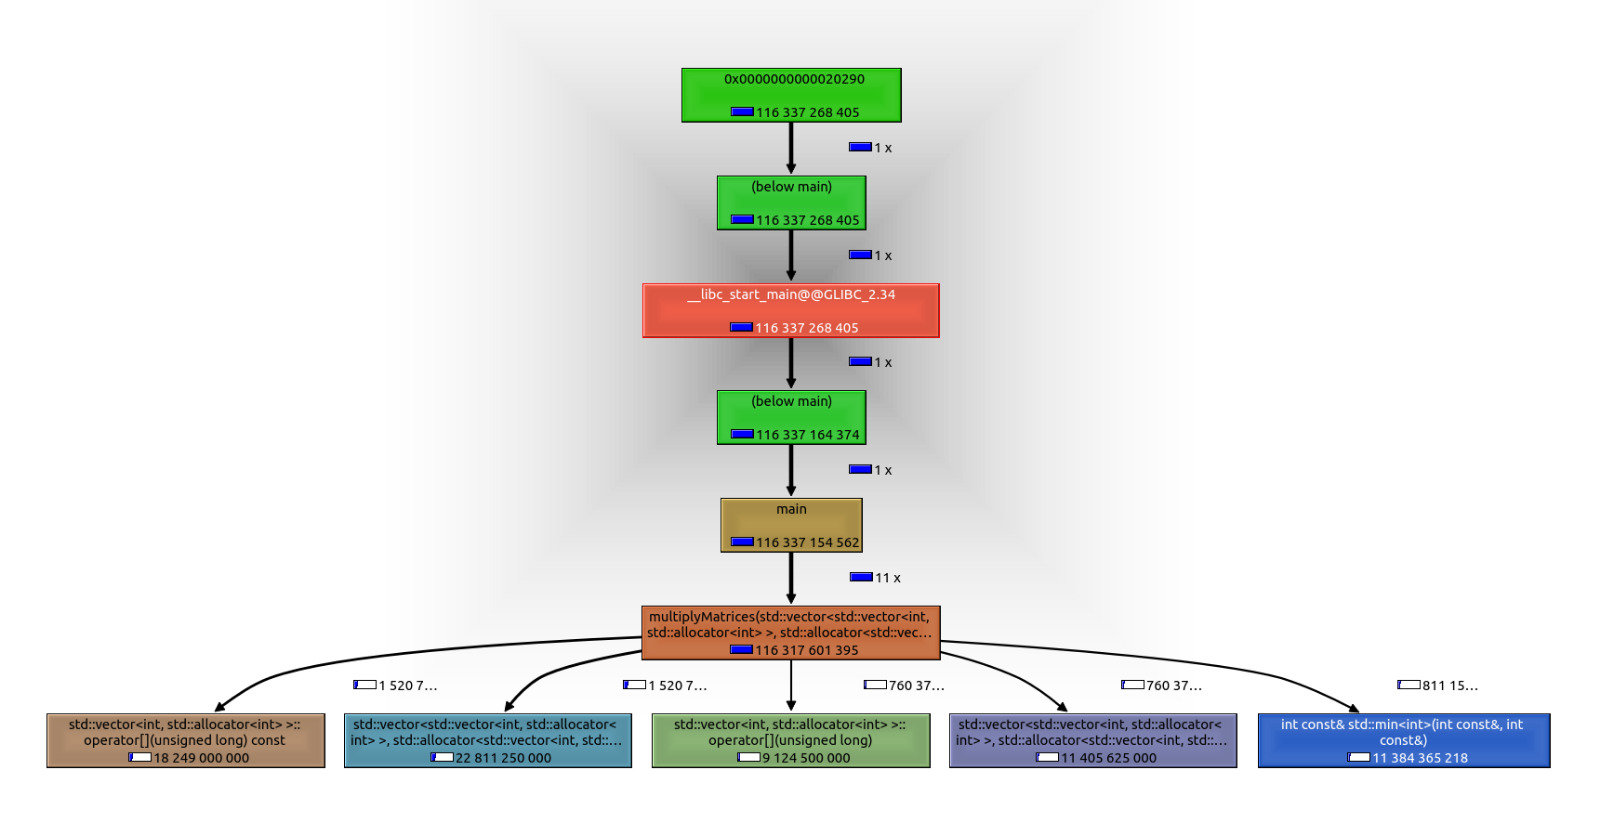 0x0000000000020290
116 337 268 405
1 x
(below main)
116 337 268 405
1 x
__libc_start_main@@GLIBC_2.34
116 337 268 405
1 x
(below main)
116 337 164 374
1 x
main
116 337 154 562
11 x
multiplyMatrices(std::vector<std::vector<int,
std::allocator<int> >, std::allocator<std::vec...
116 317 601 395
1 520 7...
1 520 7...
760 37...
760 37...
811 15...
std::vector<int, std::allocator<int> >::
operator[](unsigned long) const
18 249 000 000
std::vector<std::vector<int, std::allocator<
int> >, std::allocator<std::vector<int, std::...
22 811 250 000
std::vector<int, std::allocator<int> >::
operator[](unsigned long)
9 124 500 000
std::vector<std::vector<int, std::allocator<
int> >, std::allocator<std::vector<int, std::...
11 405 625 000
int const& std::min<int>(int const&, int
const&)
11 384 365 218